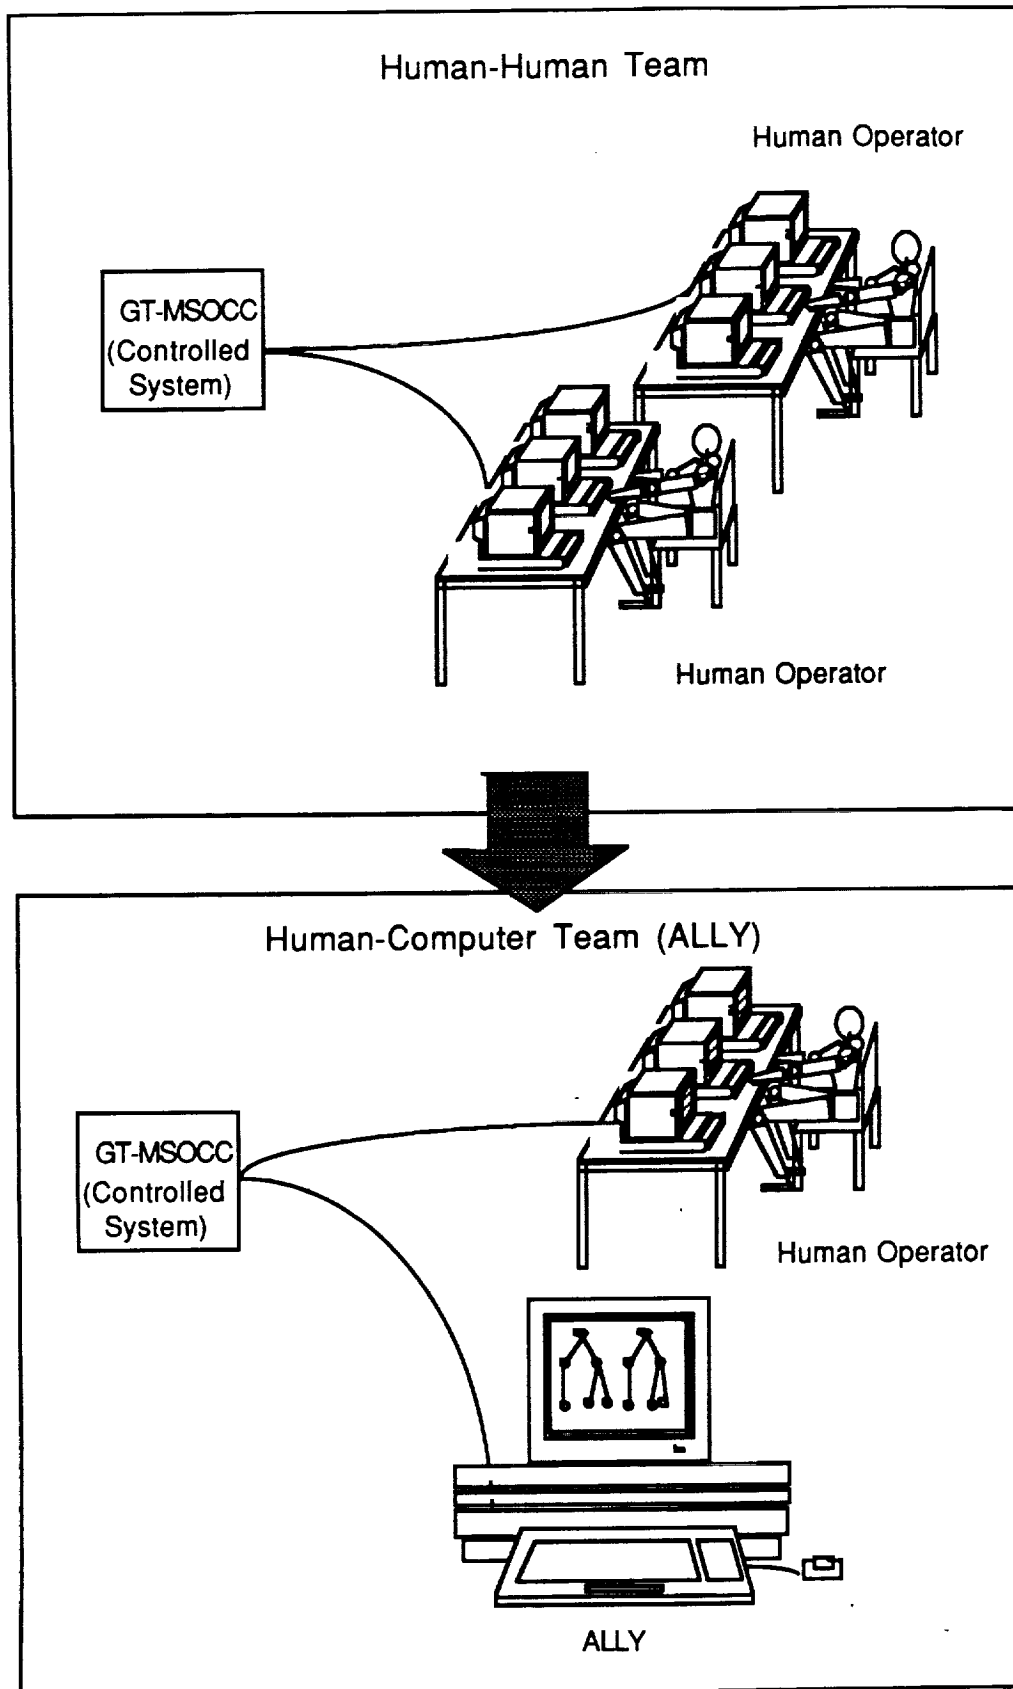 Human-Human Team
Human Operator
GT-MSOCC
(Controlled
System)
Human Operator
Human-Computer Team (ALLY)
GT-MSOCC
(Controlled
System)
Human Operator
ALLY